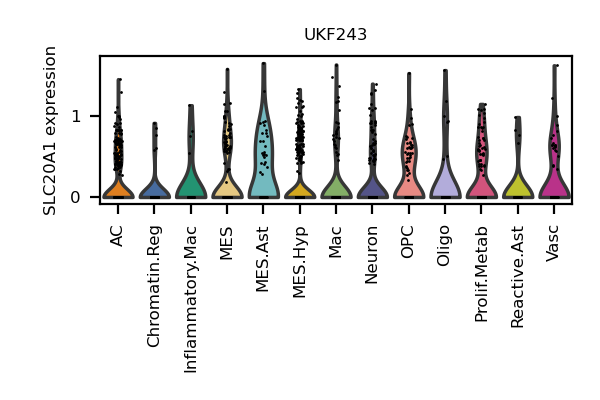 UKF243
SLC20A1 expression
1
0
AC
Chromatin.Reg
Inflammatory.Mac
MES
MES.Ast
MES.Hyp
Mac
Neuron
OPC
Oligo
Prolif.Metab
Reactive.Ast
Vasc